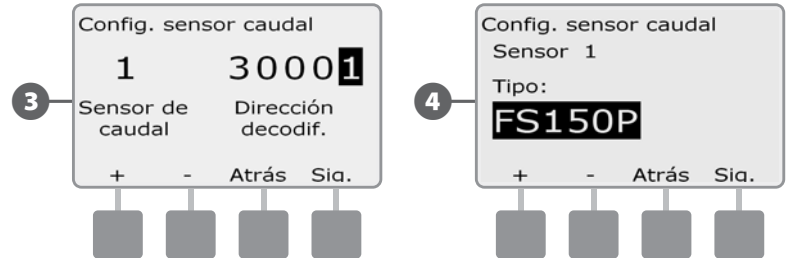 3
Config. sensor caudal
1 30001
Sensor de caudal
Dirección decodif.
+ - Atrás Sig.
4
Config. sensor caudal
Sensor 1
Tipo:
FS150P
+ - Atrás Sig.